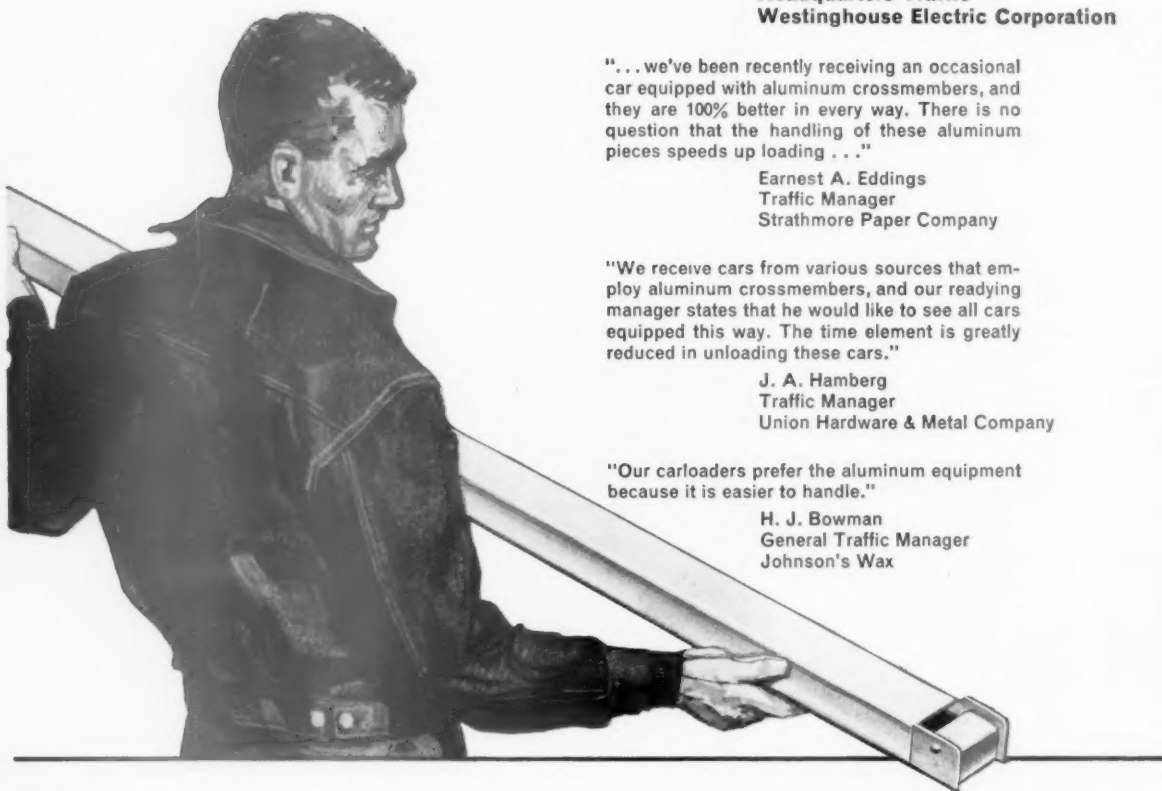 Westinghouse Electric Corporation
"...we've been recently receiving an occasional
car equipped with aluminum crossmembers, and
they are 100% better in every way. There is no
question that the handling of these aluminum
pieces speeds up loading . . ."
Earnest A. Eddings
Traffic Manager
Strathmore Paper Company
"We receive cars from various sources that em-
ploy aluminum crossmembers, and our readying
manager states that he would like to see all cars
equipped this way. The time element is greatly
reduced in unloading these cars."
J. A. Hamberg
Traffic Manager
Union Hardware & Metal Company
"Our carloaders prefer the aluminum equipment
because it is easier to handle."
H. J. Bowman
General Traffic Manager
Johnson's Wax